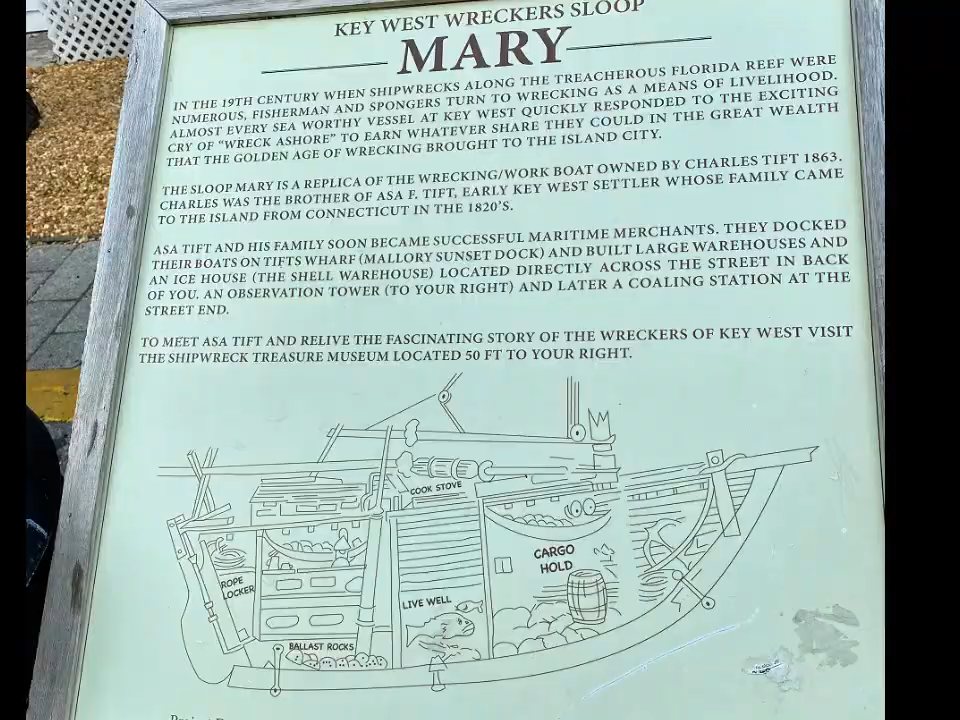 KEY WEST WRECKERS SLOOP
MARY
IN THE 19TH CENTURY WHEN SHIPWRECKS ALONG THE TREACHEROUS FLORIDA REEF WERE
NUMEROUS, FISHERMAN AND SPONGERS TURN TO WRECKING AS A MEANS OF LIVELIHOOD.
ALMOST EVERY SEA WORTHY VESSEL AT KEY WEST QUICKLY RESPONDED TO THE EXCITING
CRY OF "WRECK ASHORE" TO EARN WHATEVER SHARE THEY COULD IN THE GREAT WEALTH
THAT THE GOLDEN AGE OF WRECKING BROUGHT TO THE ISLAND CITY.
THE SLOOP MARY IS A REPLICA OF THE WRECKING/WORK BOAT OWNED BY CHARLES TIFT 1863.
CHARLES WAS THE BROTHER OF ASA F. TIFT, EARLY KEY WEST SETTLER WHOSE FAMILY CAME
TO THE ISLAND FROM CONNECTICUT IN THE 1820'S.
ASA TIFT AND HIS FAMILY SOON BECAME SUCCESSFUL MARITIME MERCHANTS. THEY DOCKED
THEIR BOATS ON TIFTS WHARF (MALLORY SUNSET DOCK) AND BUILT LARGE WAREHOUSES AND
AN ICE HOUSE (THE SHELL WAREHOUSE) LOCATED DIRECTLY ACROSS THE STREET IN BACK
OF YOU. AN OBSERVATION TOWER (TO YOUR RIGHT) AND LATER A COALING STATION AT THE
STREET END.
TO MEET ASA TIFT AND RELIVE THE FASCINATING STORY OF THE WRECKERS OF KEY WEST VISIT
THE SHIPWRECK TREASURE MUSEUM LOCATED 50 FT TO YOUR RIGHT.
COOK STOVE
CARGO
HOLD
ROPE
LOCKER
LIVE WELL
BALLAST ROCKS